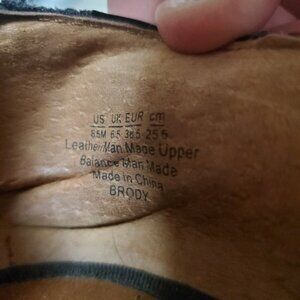 US UK EUR cm
8.5M 6.5 38.5 25.5
Leather/Man Made Upper
Balance Man Made
Made in China
BRODY